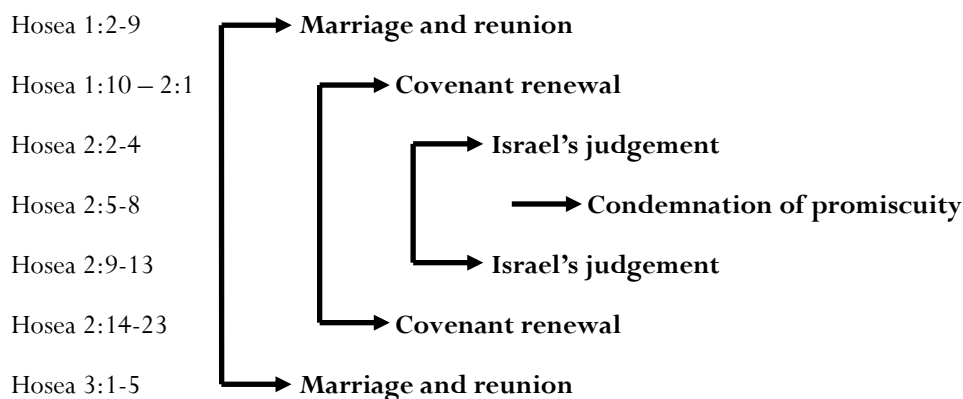 Hosea 1:2-9 Marriage and reunion
Hosea 1:10 – 2:1 Covenant renewal
Hosea 2:2-4 Israel’s judgement
Hosea 2:5-8 Condemnation of promiscuity
Hosea 2:9-13 Israel’s judgement
Hosea 2:14-23 Covenant renewal
Hosea 3:1-5 Marriage and reunion